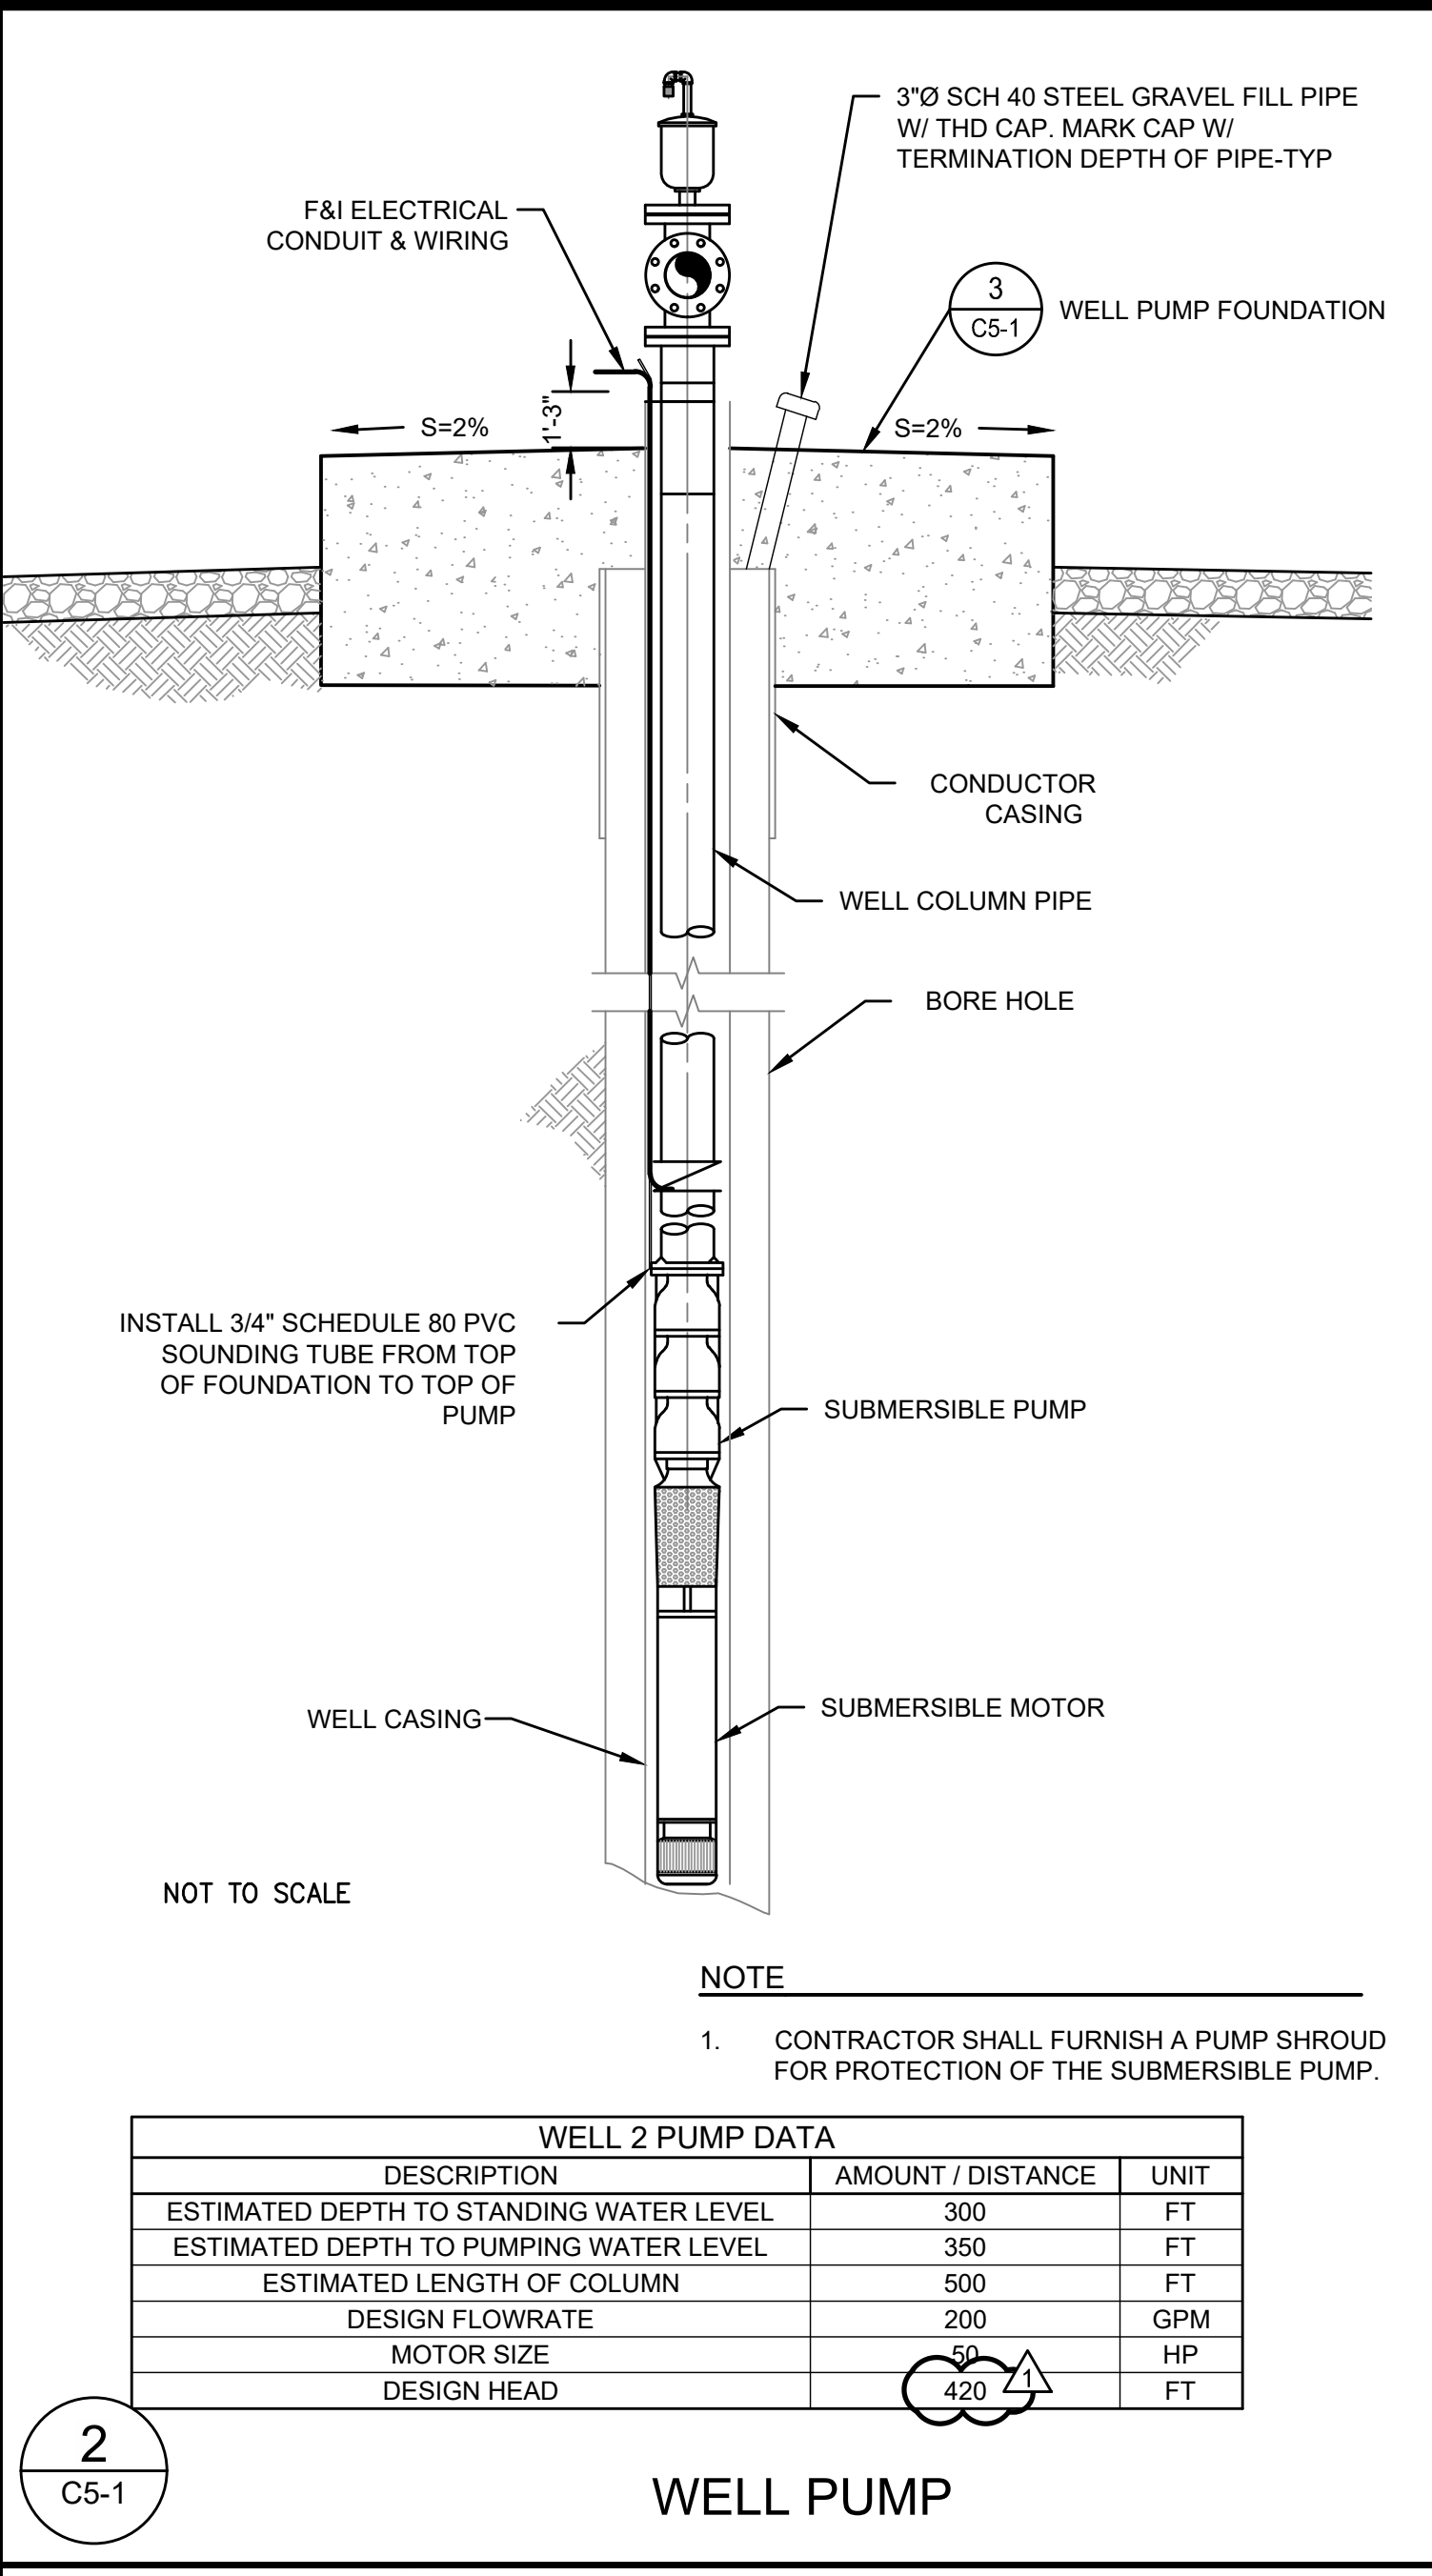 3"Ø SCH 40 STEEL GRAVEL FILL PIPE
W/ THD CAP. MARK CAP W/
TERMINATION DEPTH OF PIPE-TYP
F&I ELECTRICAL
CONDUIT & WIRING
3
C5-1
WELL PUMP FOUNDATION
1'-3"
S=2%
S=2%
CONDUCTOR
CASING
WELL COLUMN PIPE
BORE HOLE
INSTALL 3/4" SCHEDULE 80 PVC
SOUNDING TUBE FROM TOP
OF FOUNDATION TO TOP OF
PUMP
SUBMERSIBLE PUMP
SUBMERSIBLE MOTOR
WELL CASING
NOT TO SCALE
NOTE
1. CONTRACTOR SHALL FURNISH A PUMP SHROUD
FOR PROTECTION OF THE SUBMERSIBLE PUMP.
WELL 2 PUMP DATA
DESCRIPTION AMOUNT / DISTANCE UNIT
ESTIMATED DEPTH TO STANDING WATER LEVEL 300 FT
ESTIMATED DEPTH TO PUMPING WATER LEVEL 350 FT
ESTIMATED LENGTH OF COLUMN 500 FT
DESIGN FLOWRATE 200 GPM
MOTOR SIZE 50 HP
DESIGN HEAD 420 1 FT
2
C5-1
WELL PUMP